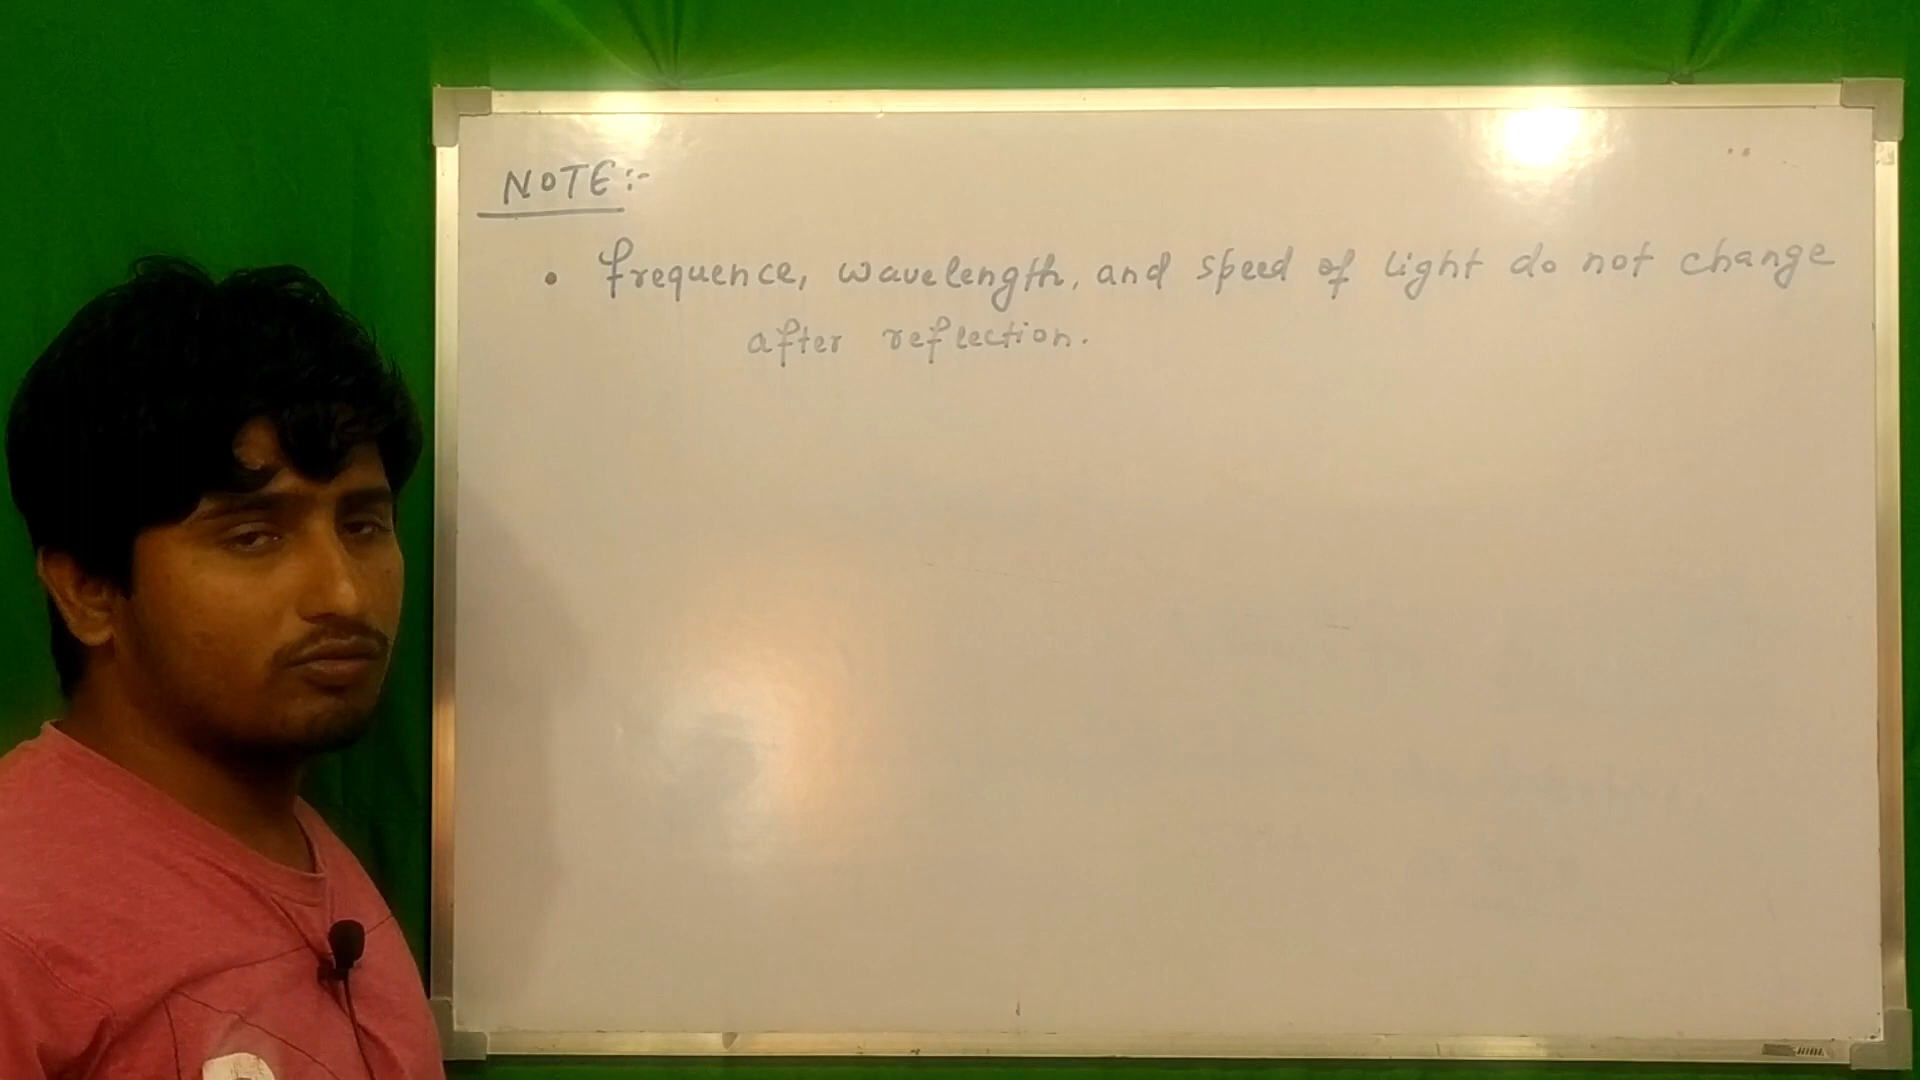 NOTE:-
• frequence, wavelength, and speed of light do not change
after reflection.